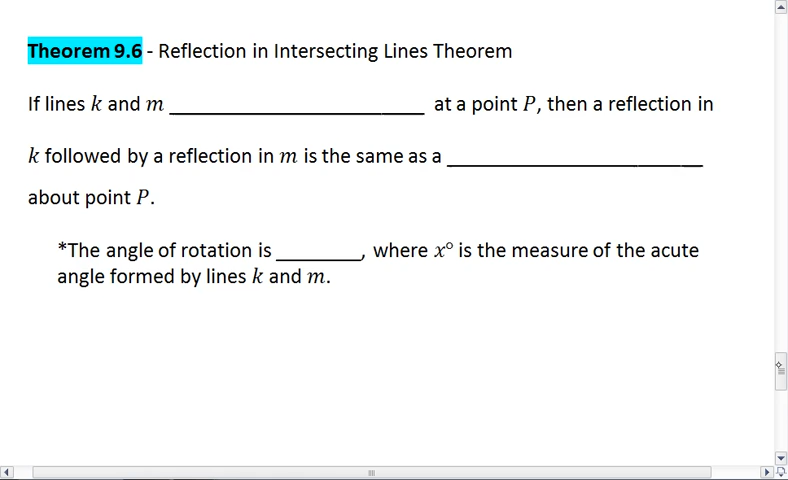 Theorem 9.6 - Reflection in Intersecting Lines Theorem
If lines k and m ______________________ at a point P, then a reflection in
k followed by a reflection in m is the same as a ______________________
about point P.
*The angle of rotation is ________, where x° is the measure of the acute
angle formed by lines k and m.